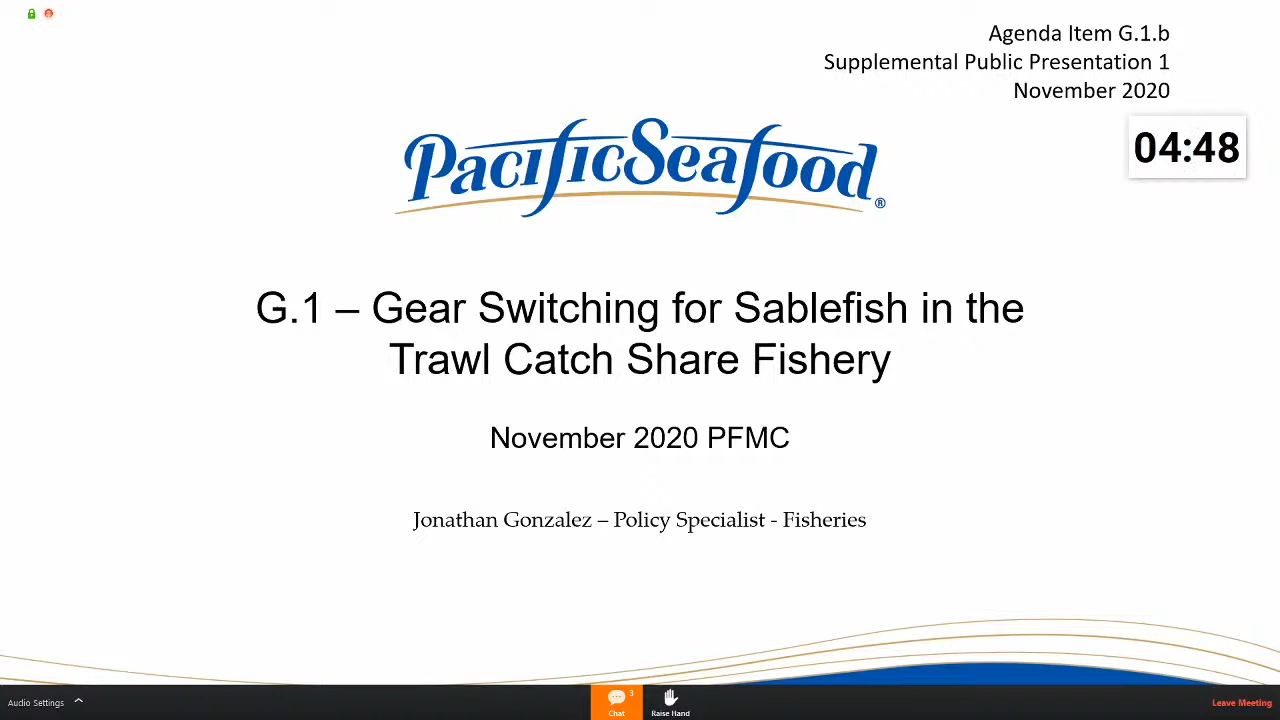 Agenda Item G.1.b
Supplemental Public Presentation 1
November 2020
04:48
PacificSeafood®
G.1 – Gear Switching for Sablefish in the
Trawl Catch Share Fishery
November 2020 PFMC
Jonathan Gonzalez – Policy Specialist - Fisheries
Audio Settings
3
Chat
Raise Hand
Leave Meeting